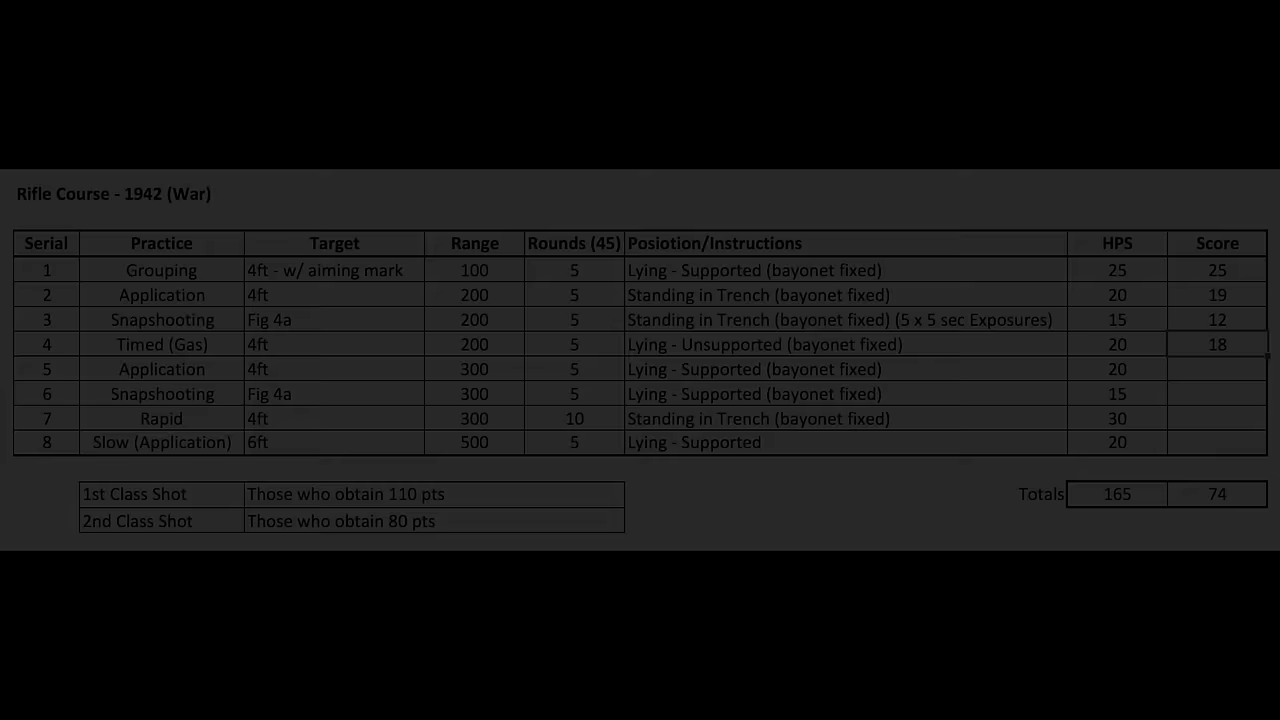 Rifle Course - 1942 (War)
Serial Practice Target Range Rounds (45) Posiotion/Instructions HPS Score
1 Grouping 4ft - w/ aiming mark 100 5 Lying - Supported (bayonet fixed) 25 25
2 Application 4ft 200 5 Standing in Trench (bayonet fixed) 20 19
3 Snapshooting Fig 4a 200 5 Standing in Trench (bayonet fixed) (5 x 5 sec Exposures) 15 12
4 Timed (Gas) 4ft 200 5 Lying - Unsupported (bayonet fixed) 20 18
5 Application 4ft 300 5 Lying - Supported (bayonet fixed) 20
6 Snapshooting Fig 4a 300 5 Lying - Supported (bayonet fixed) 15
7 Rapid 4ft 300 10 Standing in Trench (bayonet fixed) 30
8 Slow (Application) 6ft 500 5 Lying - Supported 20
1st Class Shot Those who obtain 110 pts Totals 165 74
2nd Class Shot Those who obtain 80 pts